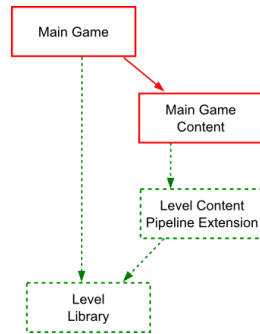 Main Game
Main Game
Content
Level Content
Pipeline Extension
Level
Library